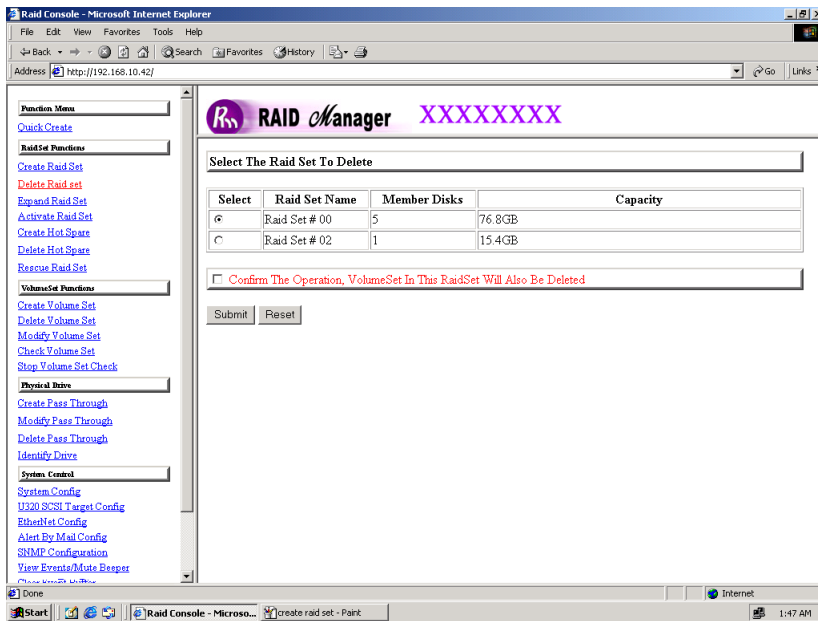 Raid Console - Microsoft Internet Explorer
File Edit View Favorites Tools Help
Back Search Favorites History
Address http://192.168.10.42/ Go Links
Function Menu
Quick Create
RaidSet Functions
Create Raid Set
Delete Raid set
Expand Raid Set
Activate Raid Set
Create Hot Spare
Delete Hot Spare
Rescue Raid Set
VolumeSet Functions
Create Volume Set
Delete Volume Set
Modify Volume Set
Check Volume Set
Stop Volume Set Check
Physical Drive
Create Pass Through
Modify Pass Through
Delete Pass Through
Identify Drive
System Control
System Config
U320 SCSI Target Config
EtherNet Config
Alert By Mail Config
SNMP Configuration
View Events/Mute Beeper
Clear Event Buffer
RAID Manager XXXXXXXX
Select The Raid Set To Delete
Select Raid Set Name Member Disks Capacity
Raid Set # 00 5 76.8GB
Raid Set # 02 1 15.4GB
Confirm The Operation, VolumeSet In This RaidSet Will Also Be Deleted
Submit Reset
Done Internet
Start Raid Console - Microso... create raid set - Paint 1:47 AM